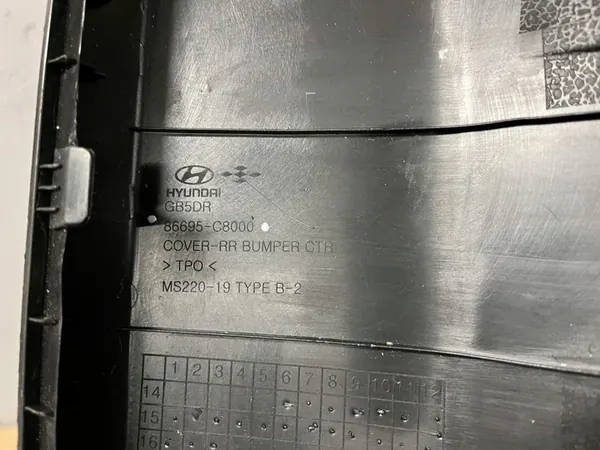 HYUNDAI
GB5DR
86695-C8000
COVER-RR BUMPER CTR
> TPO <
MS220-19 TYPE B-2
1 2 3 4 5 6 7 8 9 10 11 12
14
15
16